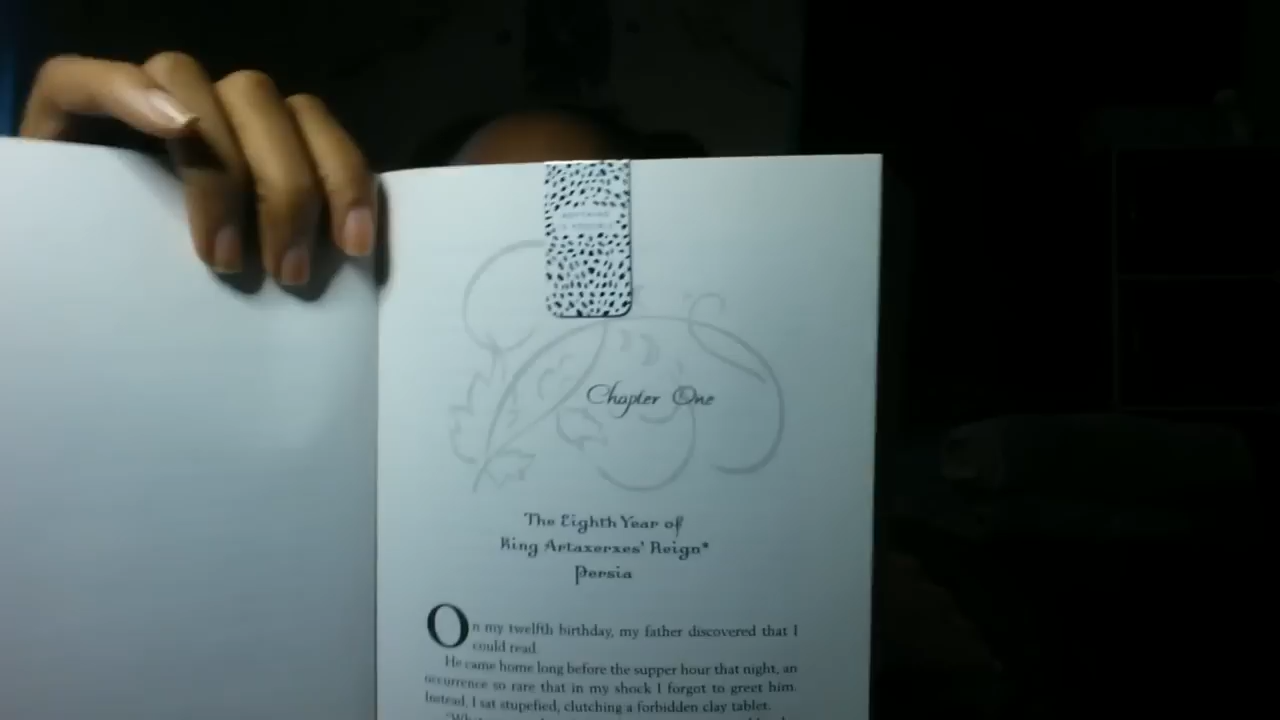 Chapter One
The Eighth Year of
King Artaxerxes' Reign*
Persia
On my twelfth birthday, my father discovered that I
could read.
He came home long before the supper hour that night, an
occurrence so rare that in my shock I forgot to greet him.
Instead, I sat stupefied, clutching a forbidden clay tablet.